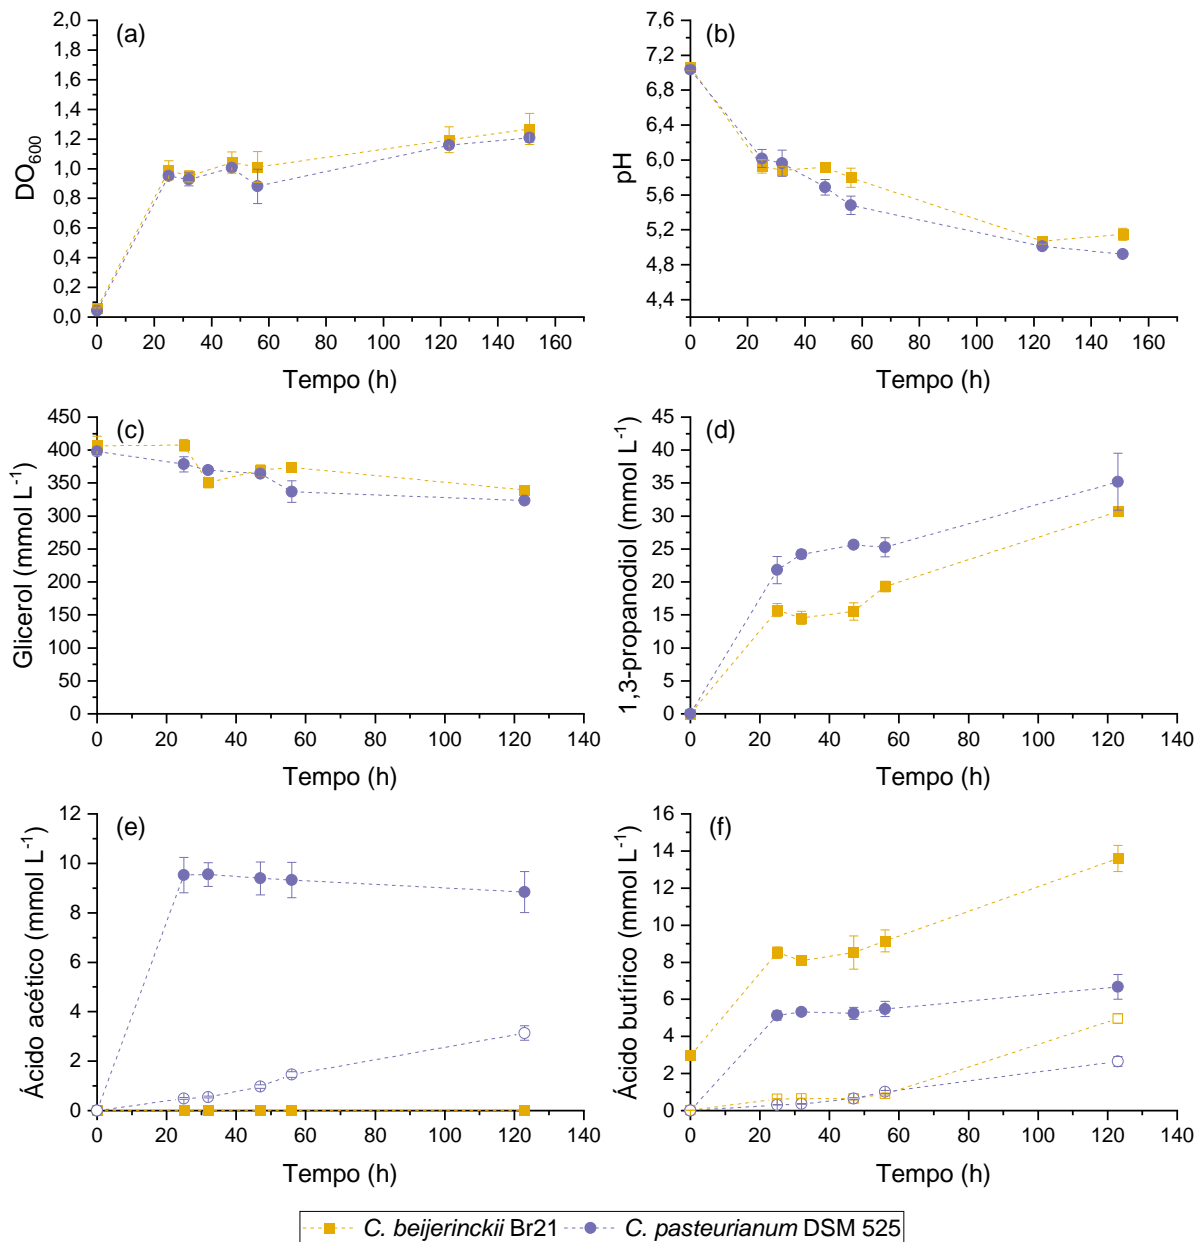 (a)
DO600
2,0
1,8
1,6
1,4
1,2
1,0
0,8
0,6
0,4
0,2
0,0
0 20 40 60 80 100 120 140 160
Tempo (h)
(b)
pH
7,2
6,8
6,4
6,0
5,6
5,2
4,8
4,4
0 20 40 60 80 100 120 140 160
Tempo (h)
(c)
Glicerol (mmol L-1)
450
400
350
300
250
200
150
100
50
0
0 20 40 60 80 100 120 140
Tempo (h)
(d)
1,3-propanodiol (mmol L-1)
45
40
35
30
25
20
15
10
5
0
0 20 40 60 80 100 120 140
Tempo (h)
(e)
Ácido acético (mmol L-1)
12
10
8
6
4
2
0
0 20 40 60 80 100 120 140
Tempo (h)
(f)
Ácido butírico (mmol L-1)
16
14
12
10
8
6
4
2
0
0 20 40 60 80 100 120 140
Tempo (h)
C. beijerinckii Br21 C. pasteurianum DSM 525